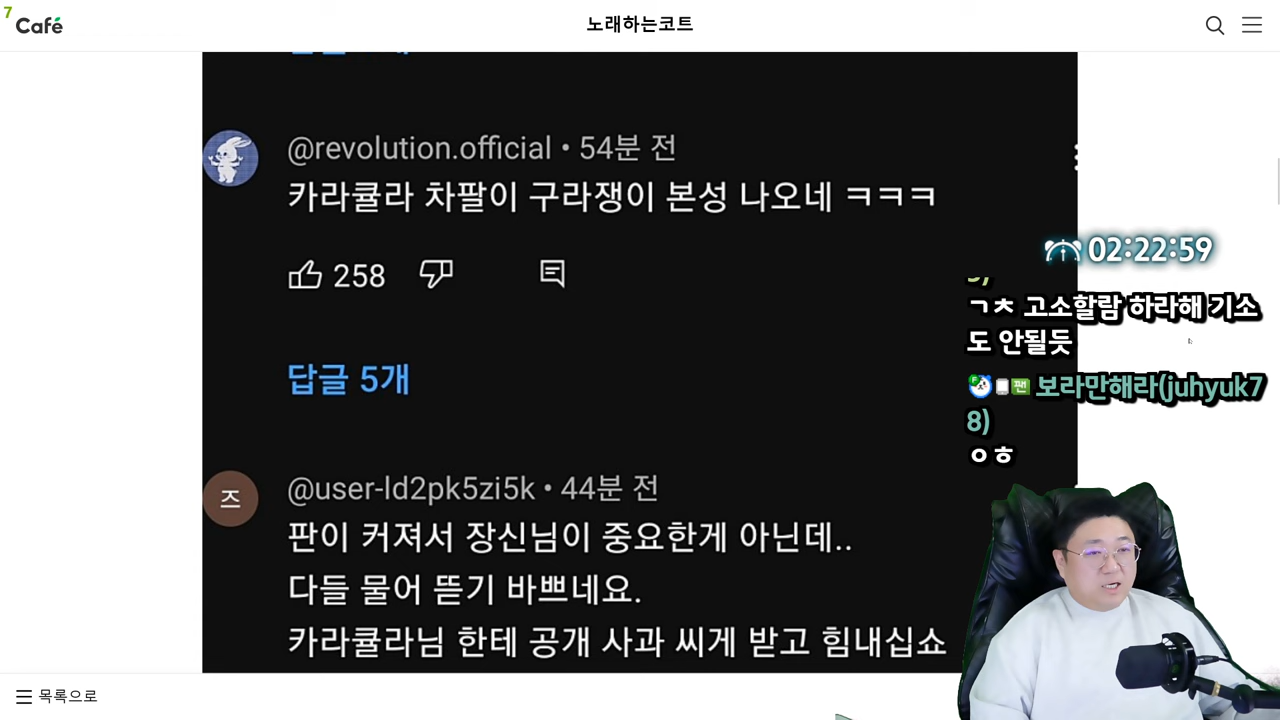 7
Café
노래하는코트
@revolution.official • 54분 전
카라큘라 차팔이 구라쟁이 본성 나오네 ㅋㅋㅋ
258
답글 5개
@user-ld2pk5zi5k • 44분 전
즈
판이 커져서 장신님이 중요한게 아닌데..
다들 물어 뜯기 바쁘네요.
카라큘라님 한테 공개 사과 씨게 받고 힘내십쇼
02:22:59
ㄱㅊ 고소할람 하라해 기소
도 안될듯
F 팬 보라만해라(juhyuk7
8)
ㅇㅎ
목록으로